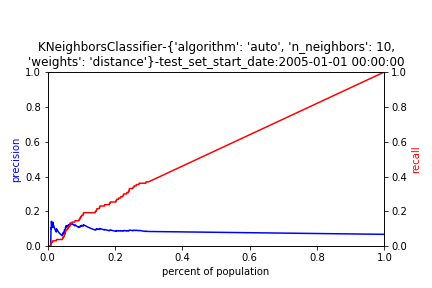 KNeighborsClassifier-{'algorithm': 'auto', 'n_neighbors': 10,
'weights': 'distance'}-test_set_start_date:2005-01-01 00:00:00
1.0 1.0
0.8 0.8
0.6 0.6
precision recall
0.4 0.4
0.2 0.2
0.0 0.0
0.0 0.2 0.4 0.6 0.8 1.0
percent of population